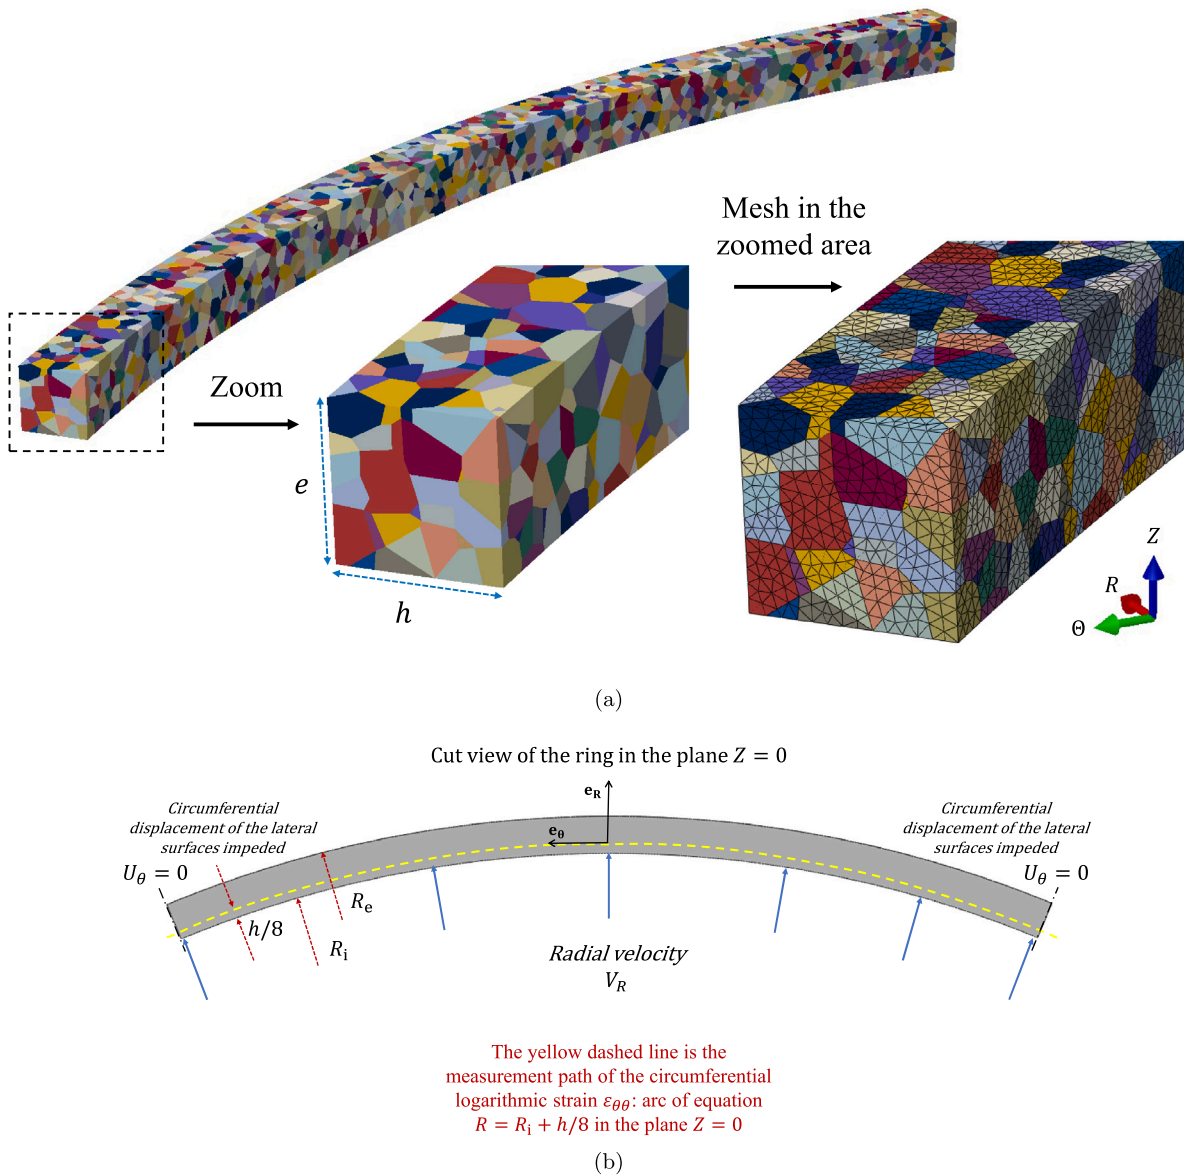 Mesh in the
zoomed area
Zoom
e
h
Z
R
Θ
(a)
Cut view of the ring in the plane Z = 0
e_R
e_θ
Circumferential
displacement of the lateral
surfaces impeded
U_θ = 0
Circumferential
displacement of the lateral
surfaces impeded
U_θ = 0
h/8
R_i
R_e
Radial velocity
V_R
The yellow dashed line is the
measurement path of the circumferential
logarithmic strain ε_θθ: arc of equation
R = R_i + h/8 in the plane Z = 0
(b)